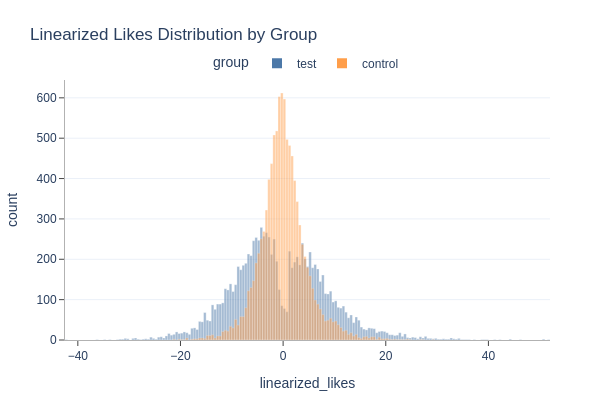 Linearized Likes Distribution by Group
group test control
600
500
400
300
200
100
0
count
−40 −20 0 20 40
linearized_likes